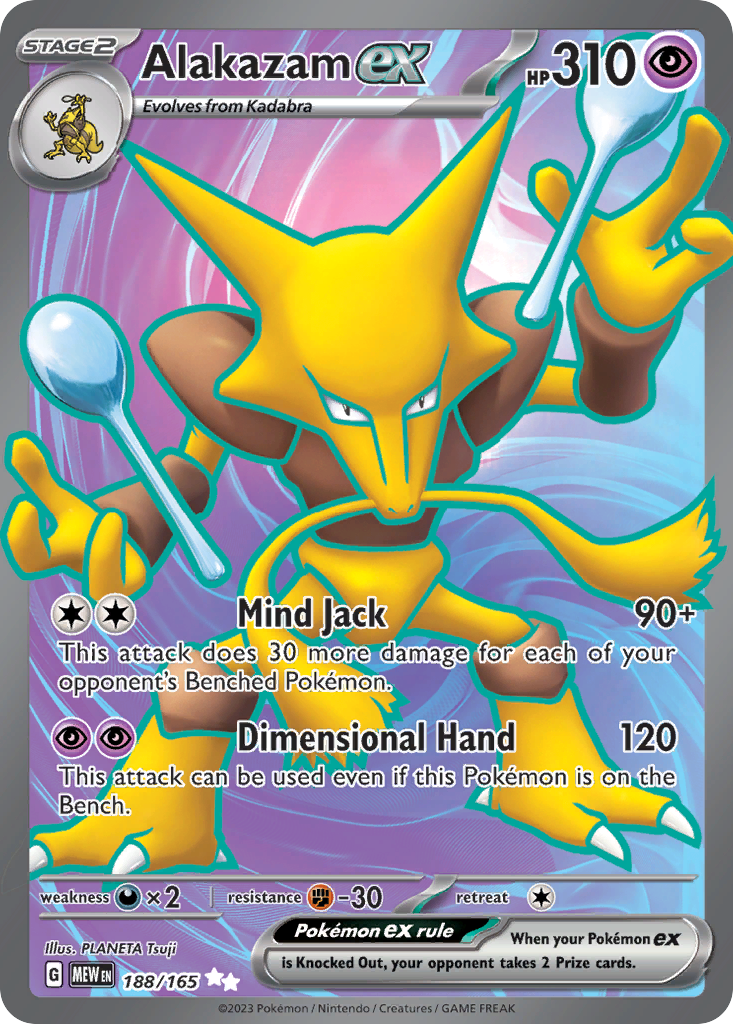 STAGE2
Alakazam ex HP310
Evolves from Kadabra
Mind Jack 90+
This attack does 30 more damage for each of your
opponent's Benched Pokémon.
Dimensional Hand 120
This attack can be used even if this Pokémon is on the
Bench.
weakness ×2 resistance -30 retreat
Illus. PLANETA Tsuji
Pokémon ex rule When your Pokémon ex
is Knocked Out, your opponent takes 2 Prize cards.
G MEW EN 188/165
©2023 Pokémon / Nintendo / Creatures / GAME FREAK